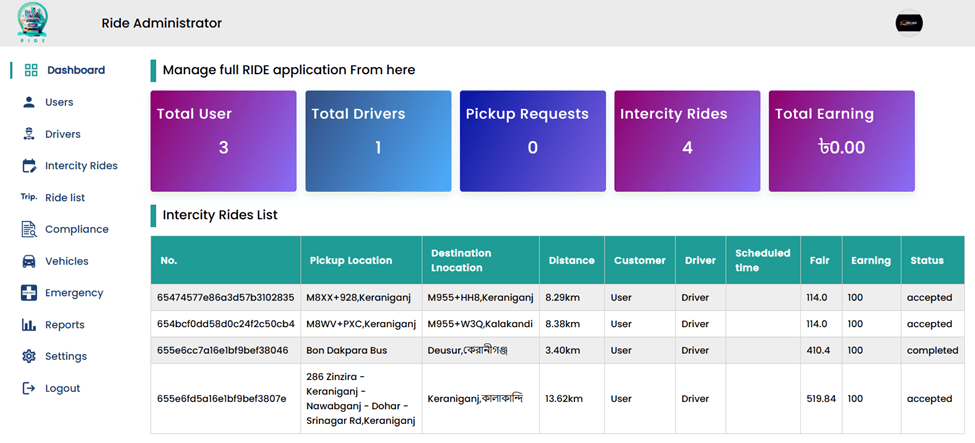 RIDE
Ride Administrator
Dashboard
Users
Drivers
Intercity Rides
Trip. Ride list
Compliance
Vehicles
Emergency
Reports
Settings
Logout
Manage full RIDE application From here
Total User
3
Total Drivers
1
Pickup Requests
0
Intercity Rides
4
Total Earning
৳0.00
Intercity Rides List
No. Pickup Location Destination Lnocation Distance Customer Driver Scheduled time Fair Earning Status
65474577e86a3d57b3102835 M8XX+928,Keraniganj M955+HH8,Keraniganj 8.29km User Driver 114.0 100 accepted
654bcf0dd58d0c24f2c50cb4 M8WV+PXC,Keraniganj M955+W3Q,Kalakandi 8.38km User Driver 114.0 100 accepted
655e6cc7a16e1bf9bef38046 Bon Dakpara Bus Deusur,কেরানীগঞ্জ 3.40km User Driver 410.4 100 completed
655e6fd5a16e1bf9bef3807e 286 Zinzira - Keraniganj - Nawabganj - Dohar - Srinagar Rd,Keraniganj Keraniganj,কালাকান্দি 13.62km User Driver 519.84 100 accepted